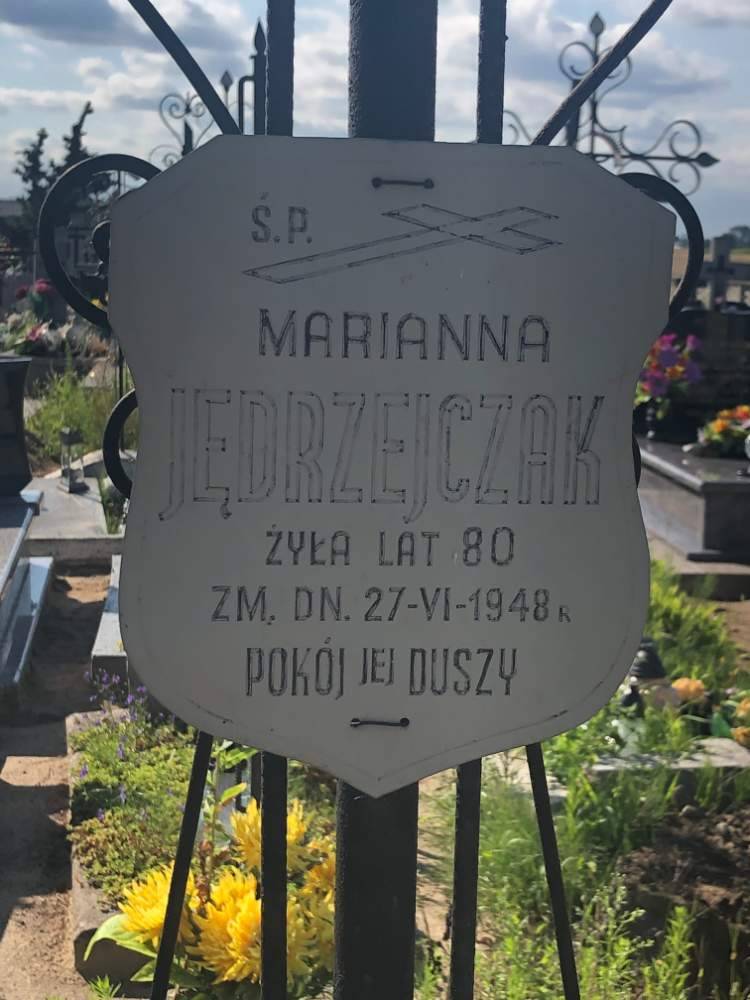 Ś.P.
MARIANNA
JĘDRZEJCZAK
ŻYŁA LAT 80
ZM. DN. 27-VI-1948 R
POKÓJ JEJ DUSZY